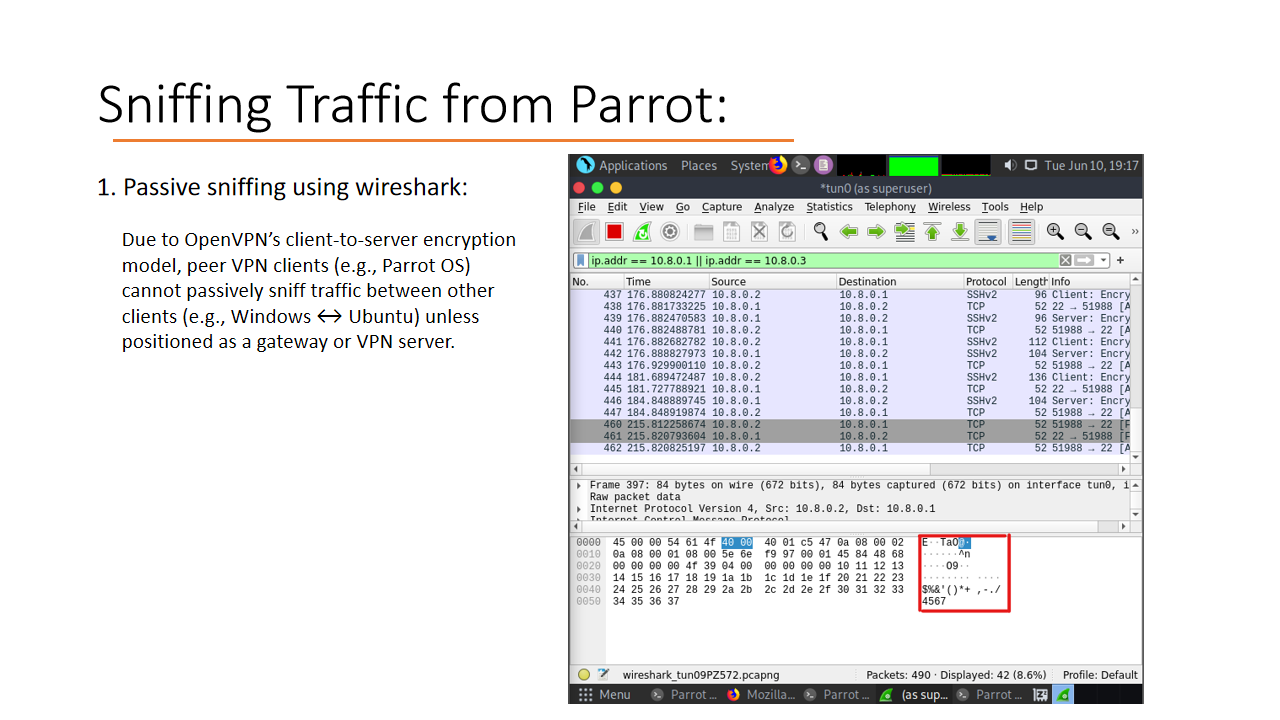 Sniffing Traffic from Parrot:
1. Passive sniffing using wireshark:
Due to OpenVPN’s client-to-server encryption
model, peer VPN clients (e.g., Parrot OS)
cannot passively sniff traffic between other
clients (e.g., Windows ↔ Ubuntu) unless
positioned as a gateway or VPN server.
Applications Places System Tue Jun 10, 19:17
*tun0 (as superuser)
File Edit View Go Capture Analyze Statistics Telephony Wireless Tools Help
ip.addr == 10.8.0.1 || ip.addr == 10.8.0.3
No. Time Source Destination Protocol Length Info
437 176.880824277 10.8.0.2 10.8.0.1 SSHv2 96 Client: Encry
438 176.881733225 10.8.0.1 10.8.0.2 TCP 52 22 → 51988 [A
439 176.882470583 10.8.0.1 10.8.0.2 SSHv2 96 Server: Encry
440 176.882488781 10.8.0.2 10.8.0.1 TCP 52 51988 → 22 [A
441 176.882682782 10.8.0.2 10.8.0.1 SSHv2 112 Client: Encry
442 176.888827973 10.8.0.1 10.8.0.2 SSHv2 104 Server: Encry
443 176.929900110 10.8.0.2 10.8.0.1 TCP 52 51988 → 22 [A
444 181.689472487 10.8.0.2 10.8.0.1 SSHv2 136 Client: Encry
445 181.727788921 10.8.0.1 10.8.0.2 TCP 52 22 → 51988 [A
446 184.848889745 10.8.0.1 10.8.0.2 SSHv2 104 Server: Encry
447 184.848919874 10.8.0.2 10.8.0.1 TCP 52 51988 → 22 [A
460 215.812258674 10.8.0.2 10.8.0.1 TCP 52 51988 → 22 [F
461 215.820793604 10.8.0.1 10.8.0.2 TCP 52 22 → 51988 [F
462 215.820825197 10.8.0.2 10.8.0.1 TCP 52 51988 → 22 [A
Frame 397: 84 bytes on wire (672 bits), 84 bytes captured (672 bits) on interface tun0, i
Raw packet data
Internet Protocol Version 4, Src: 10.8.0.2, Dst: 10.8.0.1
Internet Control Message Protocol
0000 45 00 00 54 61 4f 40 00 40 01 c5 47 0a 08 00 02 E··TaO@·
0010 0a 08 00 01 08 00 5e 6e f9 97 00 01 45 84 48 68 ······^n
0020 00 00 00 00 4f 39 04 00 00 00 00 00 10 11 12 13 ····O9··
0030 14 15 16 17 18 19 1a 1b 1c 1d 1e 1f 20 21 22 23 ········ ····
0040 24 25 26 27 28 29 2a 2b 2c 2d 2e 2f 30 31 32 33 $%&'()*+ ,-./
0050 34 35 36 37 4567
wireshark_tun09PZ572.pcapng Packets: 490 · Displayed: 42 (8.6%) Profile: Default
Menu Parrot ... Mozilla... Parrot ... (as sup... Parrot ...